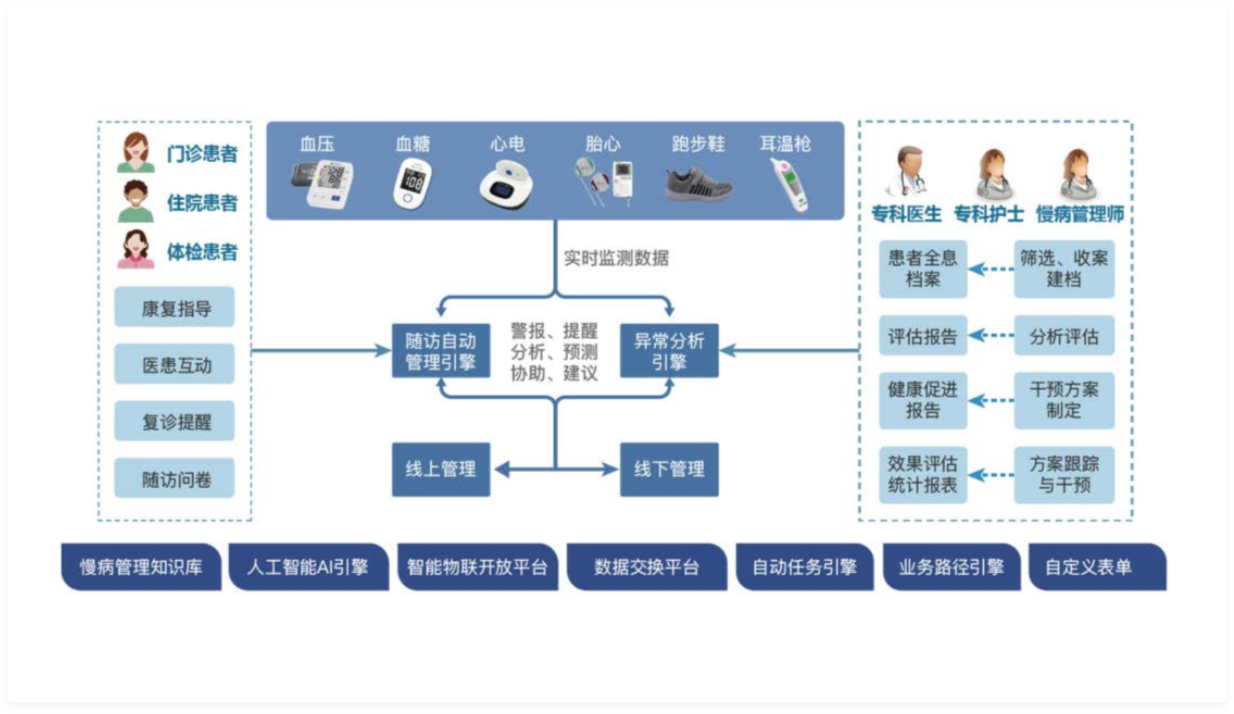 门诊患者
住院患者
体检患者
康复指导
医患互动
复诊提醒
随访问卷
血压
血糖
心电
胎心
跑步鞋
耳温枪
实时监测数据
随访自动
管理引擎
警报、提醒
分析、预测
协助、建议
异常分析
引擎
线上管理
线下管理
专科医生
专科护士
慢病管理师
患者全息
档案
筛选、收案
建档
评估报告
分析评估
健康促进
报告
干预方案
制定
效果评估
统计报表
方案跟踪
与干预
慢病管理知识库
人工智能AI引擎
智能物联开放平台
数据交换平台
自动任务引擎
业务路径引擎
自定义表单